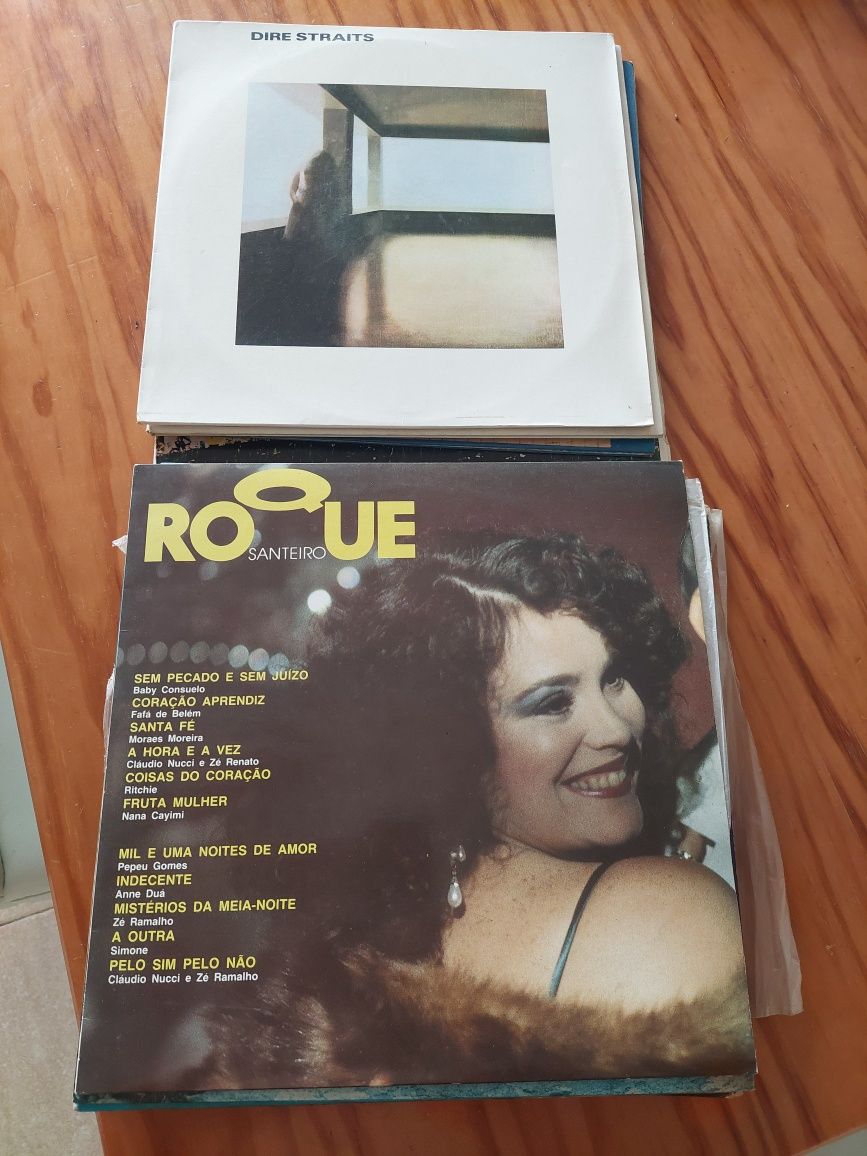 DIRE STRAITS
ROQUE
SANTEIRO
SEM PECADO E SEM JUÍZO
Baby Consuelo
CORAÇÃO APRENDIZ
Fafá de Belém
SANTA FÉ
Moraes Moreira
A HORA E A VEZ
Cláudio Nucci e Zé Renato
COISAS DO CORAÇÃO
Ritchie
FRUTA MULHER
Nana Cayimi
MIL E UMA NOITES DE AMOR
Pepeu Gomes
INDECENTE
Anne Duá
MISTÉRIOS DA MEIA-NOITE
Zé Ramalho
A OUTRA
Simone
PELO SIM PELO NÃO
Cláudio Nucci e Zé Ramalho